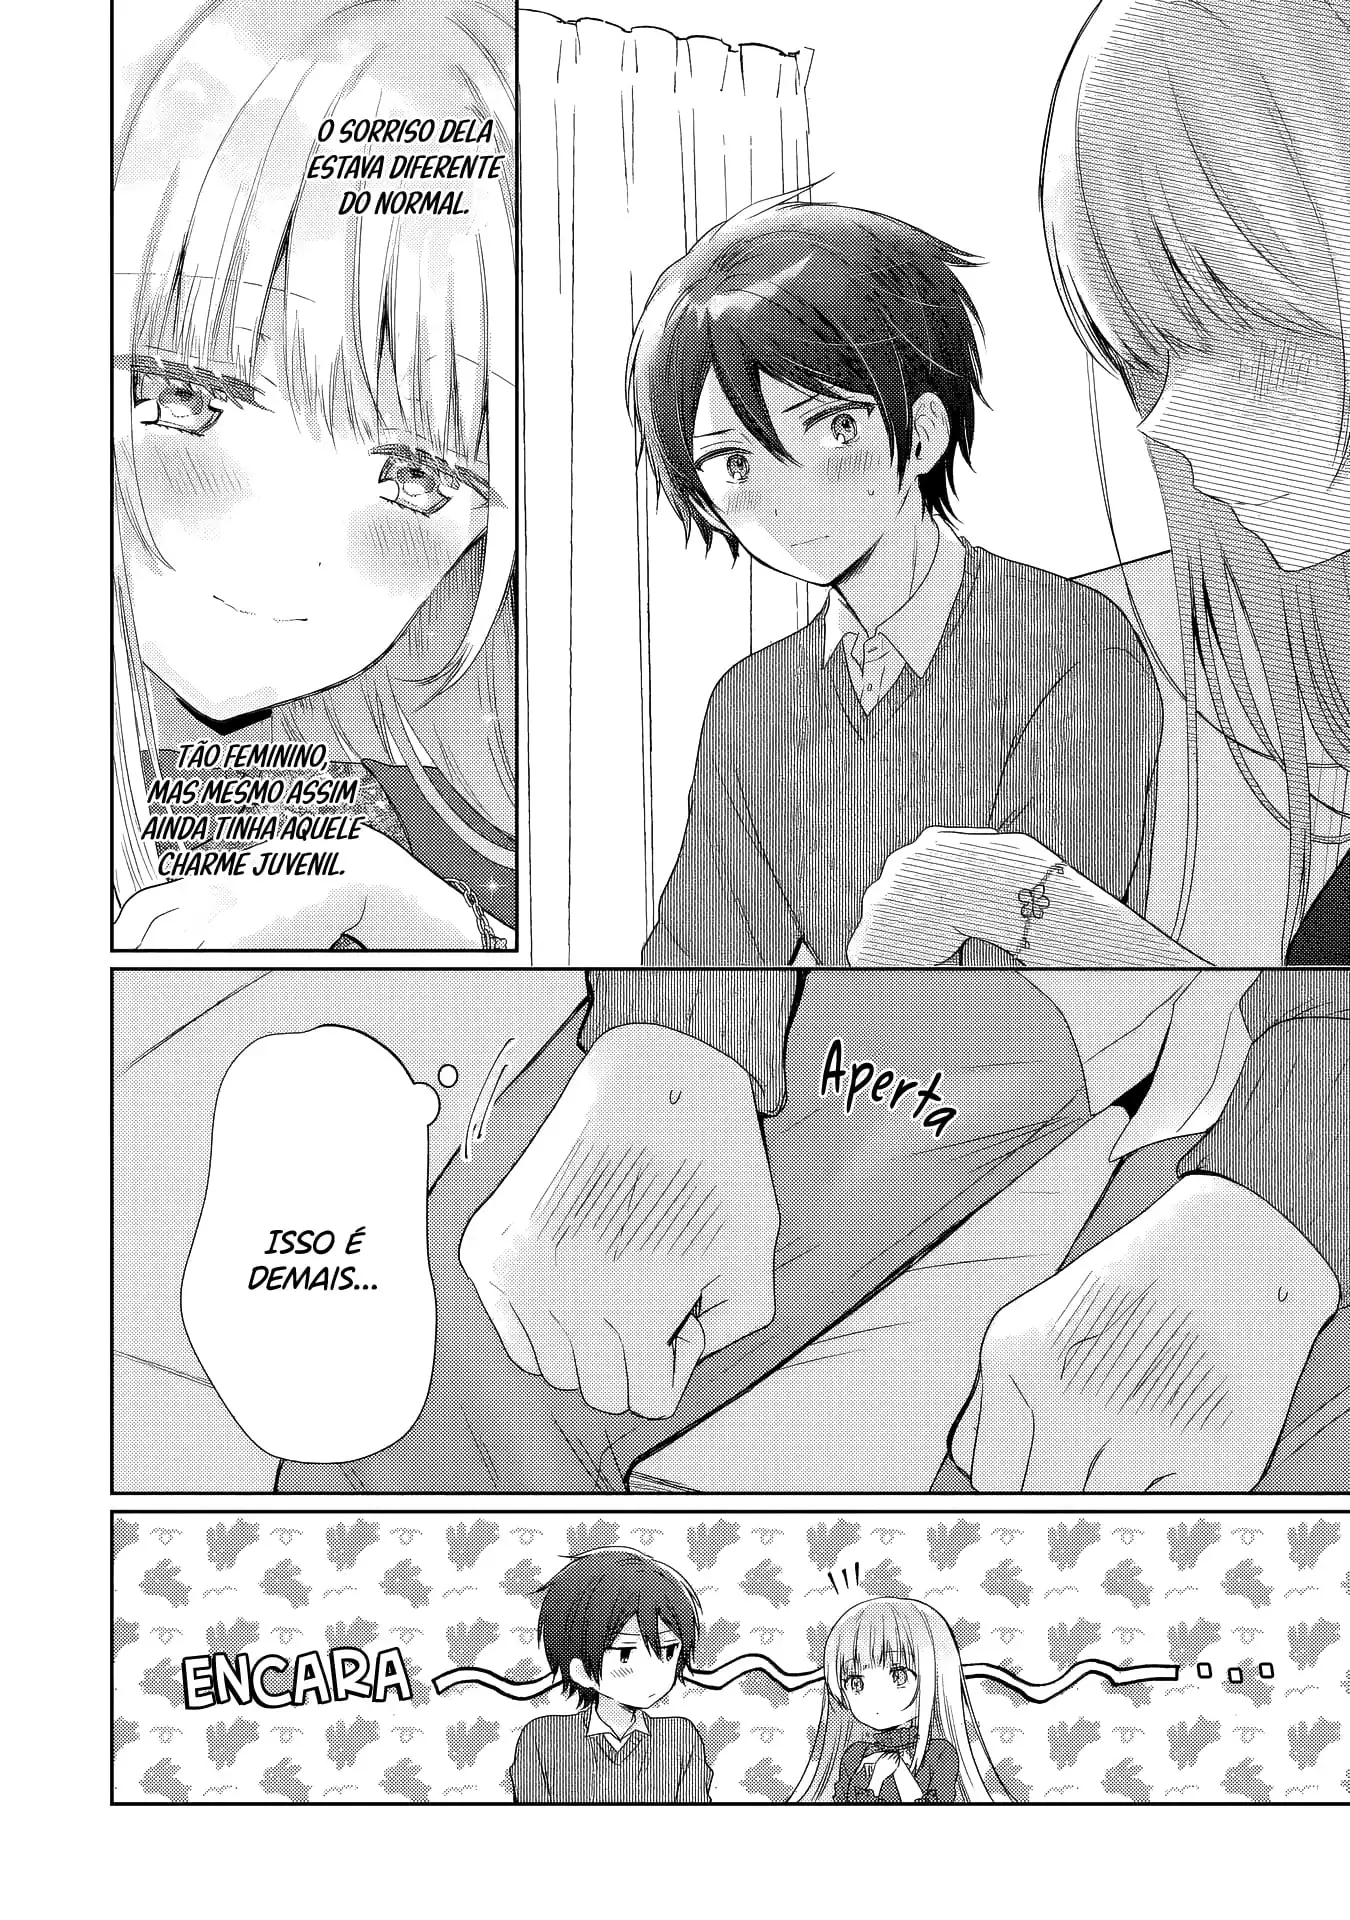 O SORRISO DELA
ESTAVA DIFERENTE
DO NORMAL.
TÃO FEMININO,
MAS MESMO ASSIM
AINDA TINHA AQUELE
CHARME JUVENIL.
Aperta
ISSO É
DEMAIS...
ENCARA
...